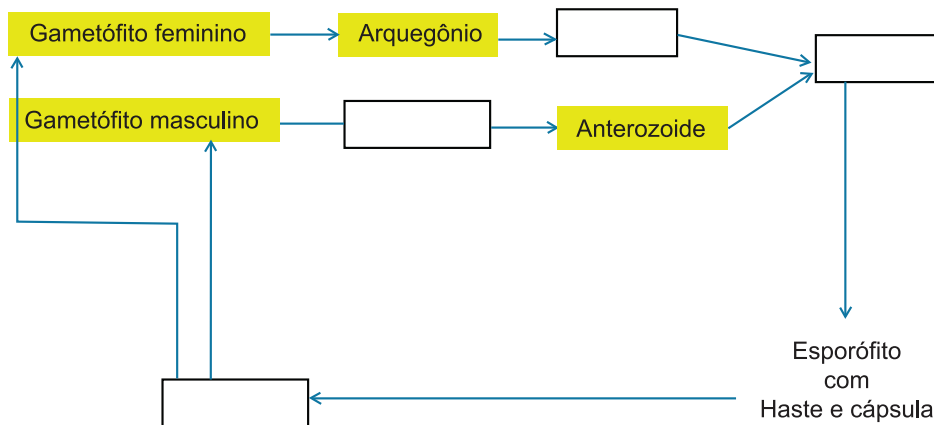 Gametófito feminino
Arquegônio
Gametófito masculino
Anterozoide
Esporófito
com
Haste e cápsula